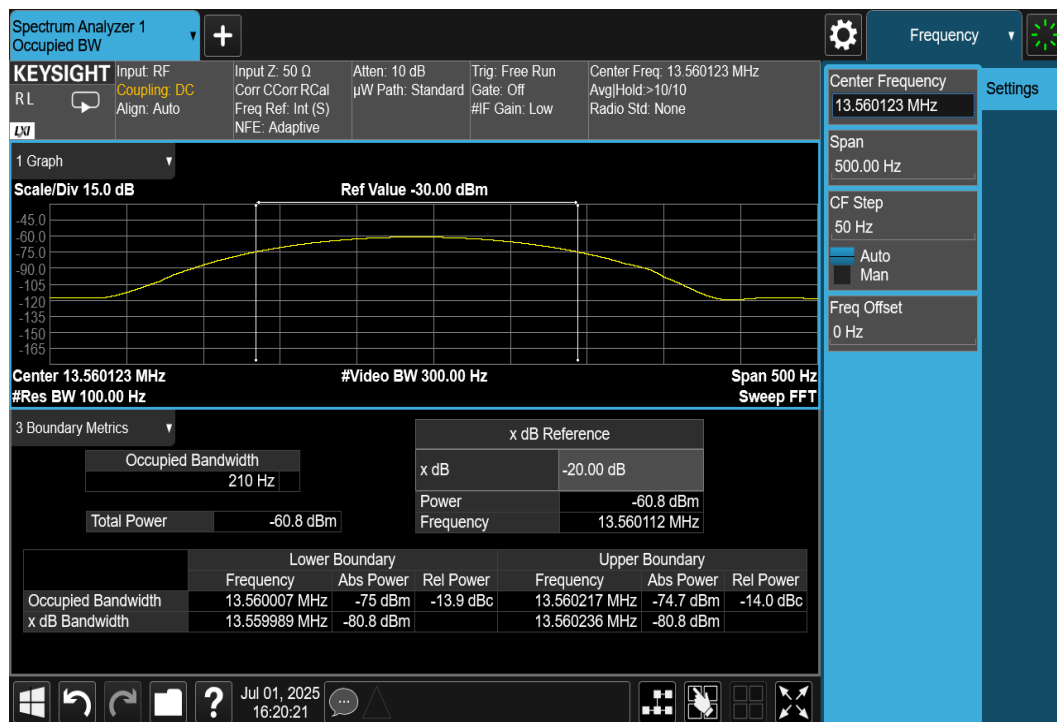 Spectrum Analyzer 1
Occupied BW
+
Frequency
KEYSIGHT
RL
LXI
Input: RF
Coupling: DC
Align: Auto
Input Z: 50 Ω
Corr CCorr RCal
Freq Ref: Int (S)
NFE: Adaptive
Atten: 10 dB
µW Path: Standard
Trig: Free Run
Gate: Off
#IF Gain: Low
Center Freq: 13.560123 MHz
Avg|Hold:>10/10
Radio Std: None
Center Frequency
13.560123 MHz
Settings
Span
500.00 Hz
CF Step
50 Hz
Auto
Man
Freq Offset
0 Hz
1 Graph
Scale/Div 15.0 dB
Ref Value -30.00 dBm
-45.0
-60.0
-75.0
-90.0
-105
-120
-135
-150
-165
Center 13.560123 MHz
#Video BW 300.00 Hz
Span 500 Hz
#Res BW 100.00 Hz
Sweep FFT
3 Boundary Metrics
Occupied Bandwidth
210 Hz
Total Power -60.8 dBm
x dB Reference
x dB -20.00 dB
Power -60.8 dBm
Frequency 13.560112 MHz
Lower Boundary Upper Boundary
Frequency Abs Power Rel Power Frequency Abs Power Rel Power
Occupied Bandwidth 13.560007 MHz -75 dBm -13.9 dBc 13.560217 MHz -74.7 dBm -14.0 dBc
x dB Bandwidth 13.559989 MHz -80.8 dBm 13.560236 MHz -80.8 dBm
?
Jul 01, 2025
16:20:21